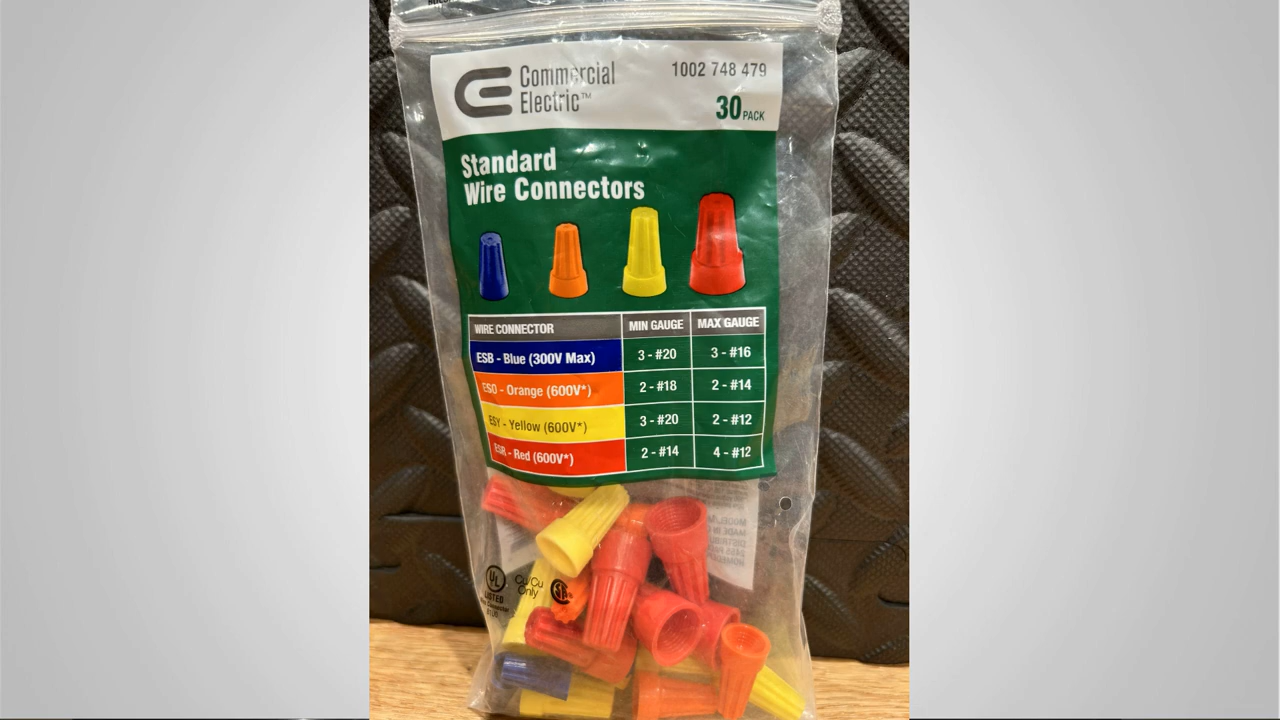 Commercial
Electric™
1002 748 479
30 PACK
Standard
Wire Connectors
WIRE CONNECTOR MIN GAUGE MAX GAUGE
ESB - Blue (300V Max) 3 - #20 3 - #16
ESO - Orange (600V*) 2 - #18 2 - #14
ESY - Yellow (600V*) 3 - #20 2 - #12
ESR - Red (600V*) 2 - #14 4 - #12
UL
LISTED
Cu/Cu
Only